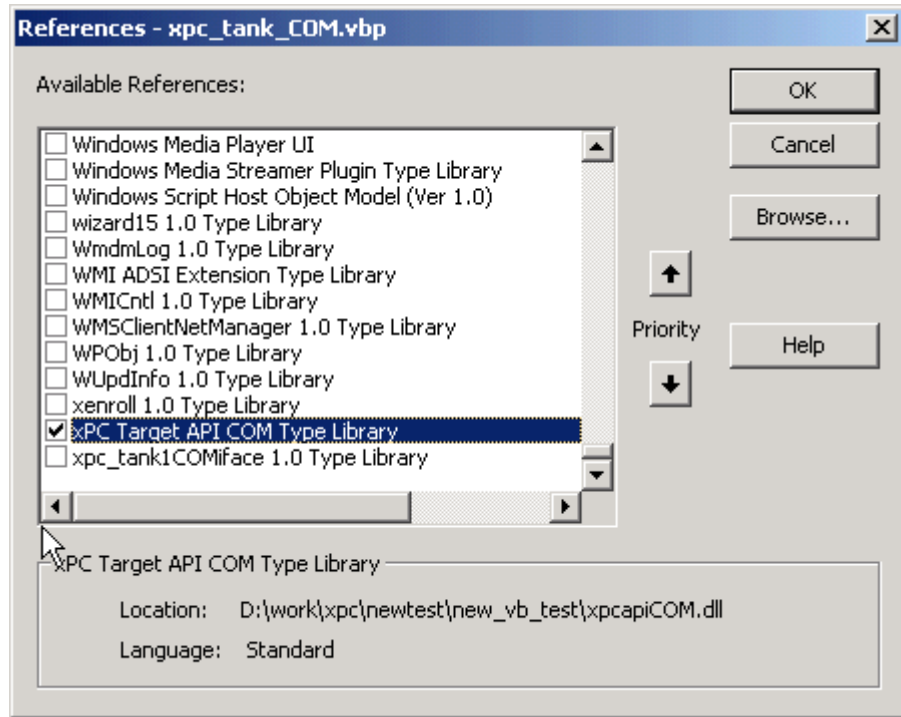 References - xpc_tank_COM.vbp
Available References:
OK
Windows Media Player UI
Cancel
Windows Media Streamer Plugin Type Library
Windows Script Host Object Model (Ver 1.0)
wizard15 1.0 Type Library
Browse...
WmdmLog 1.0 Type Library
WMI ADSI Extension Type Library
WMICntl 1.0 Type Library
WMSClientNetManager 1.0 Type Library
Priority
WPObj 1.0 Type Library
Help
WUpdInfo 1.0 Type Library
xenroll 1.0 Type Library
xPC Target API COM Type Library
xpc_tank1COMiface 1.0 Type Library
xPC Target API COM Type Library
Location: D:\work\xpc\newtest\new_vb_test\xpcapiCOM.dll
Language: Standard